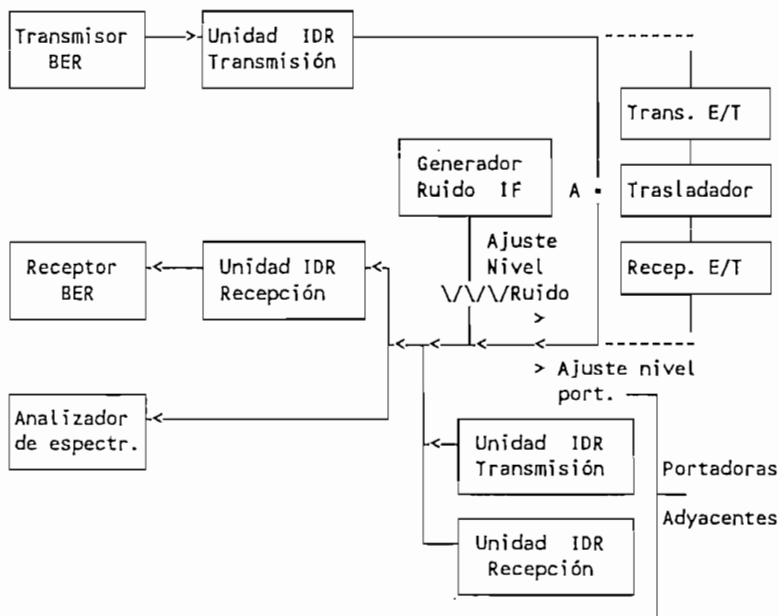 Transmisor
BER
Unidad IDR
Transmisión
Trans. E/T
Generador
Ruido IF
A
Trasladador
Ajuste
Nivel
Ruido
Recep. E/T
Receptor
BER
Unidad IDR
Recepción
Ajuste nivel
port.
Analizador
de espectr.
Unidad IDR
Transmisión
Portadoras
Adyacentes
Unidad IDR
Recepción